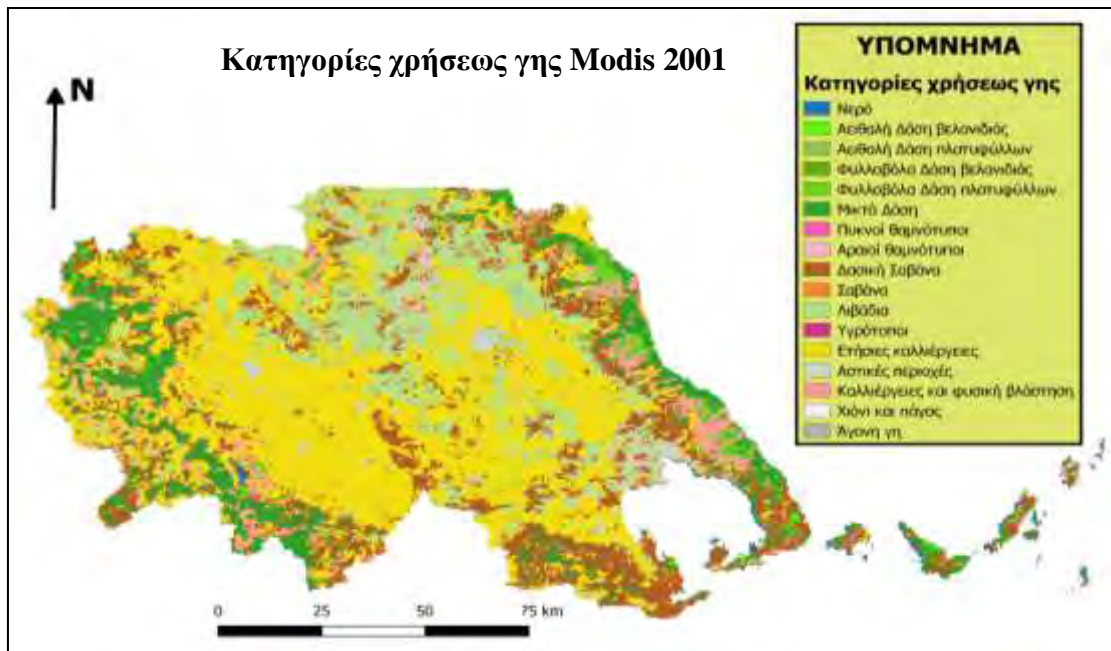 Κατηγορίες χρήσεως γης Modis 2001
N
ΥΠΟΜΝΗΜΑ
Κατηγορίες χρήσεως γης
Νερό
Αειθαλή Δάση βελονιδιάς
Αειθαλή Δάση πλατυφύλλων
Φυλλοβόλα Δάση βελονιδιάς
Φυλλοβόλα Δάση πλατυφύλλων
Μικτά Δάση
Πυκνοί θαμνότυποι
Αραιοί θαμνότυποι
Δασική Σαβάνα
Σαβάνα
Λιβάδια
Υγρότοποι
Ετήσιες καλλιέργειες
Αστικές περιοχές
Καλλιέργειες και φυσική βλάστηση
Χιόνι και πάγος
Άγονη γη
0 25 50 75 km